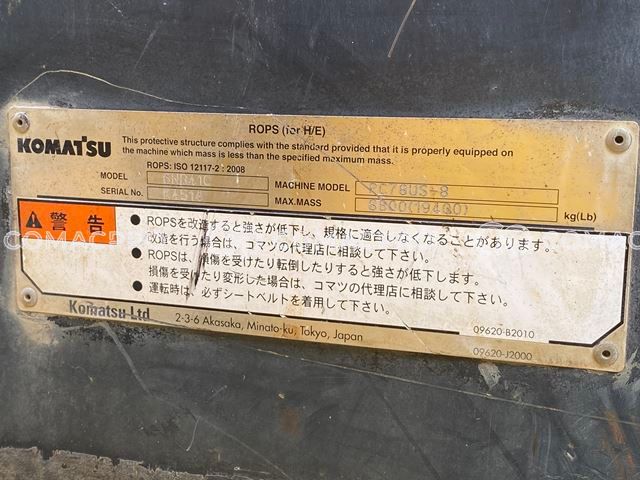 ROPS (for H/E)
KOMATSU
This protective structure complies with the standard provided that it is properly equipped on
the machine which mass is less than the specified maximum mass.
ROPS: ISO 12117-2 : 2008
MODEL
SERIAL No.
MACHINE MODEL PC78US-8
MAX.MASS 8800(19400) kg(Lb)
警告
● ROPSを改造すると強さが低下し、規格に適合しなくなることがあります。
改造を行う場合は、コマツの代理店に相談して下さい。
● ROPSは、損傷を受けたり転倒したりすると強さが低下します。
損傷を受けたり変形した場合は、コマツの代理店に相談して下さい。
● 運転時は、必ずシートベルトを着用して下さい。
Komatsu Ltd
2-3-6 Akasaka, Minato-ku, Tokyo, Japan
09620-B2010
09620-J2000